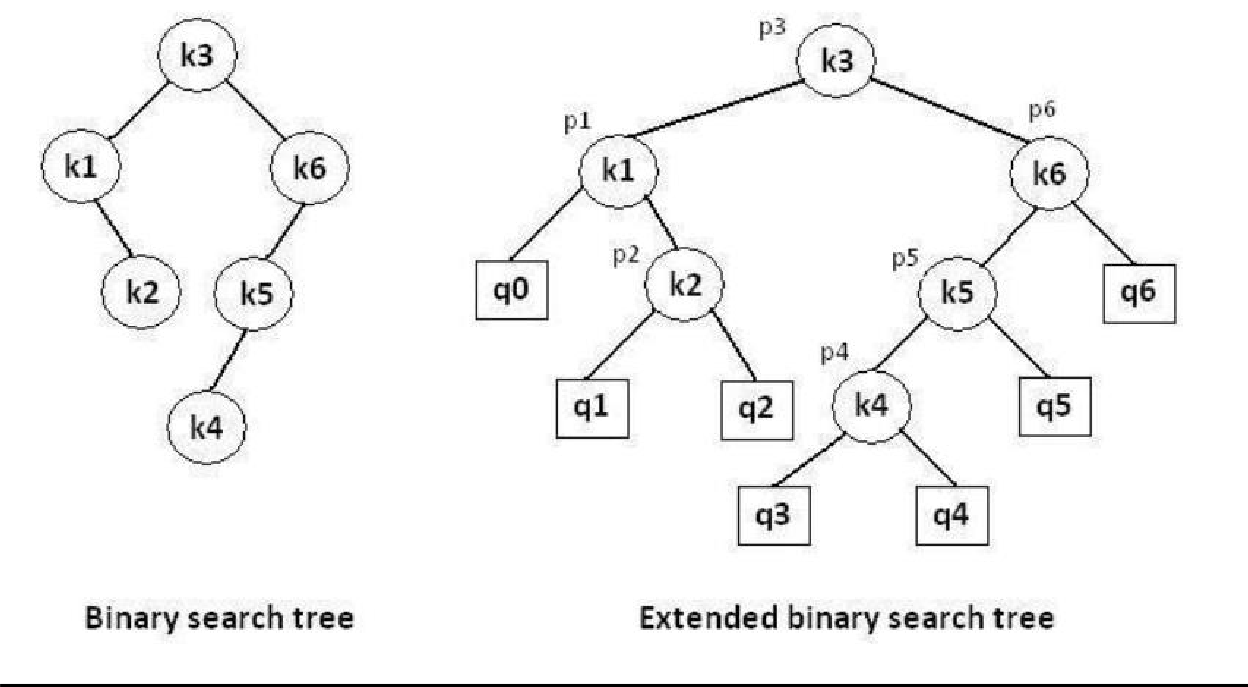 k3
k1
k6
k2
k5
k4
Binary search tree
p3
k3
p1
p6
k1
k6
q0
p2
k2
p5
k5
q6
q1
q2
p4
k4
q5
q3
q4
Extended binary search tree